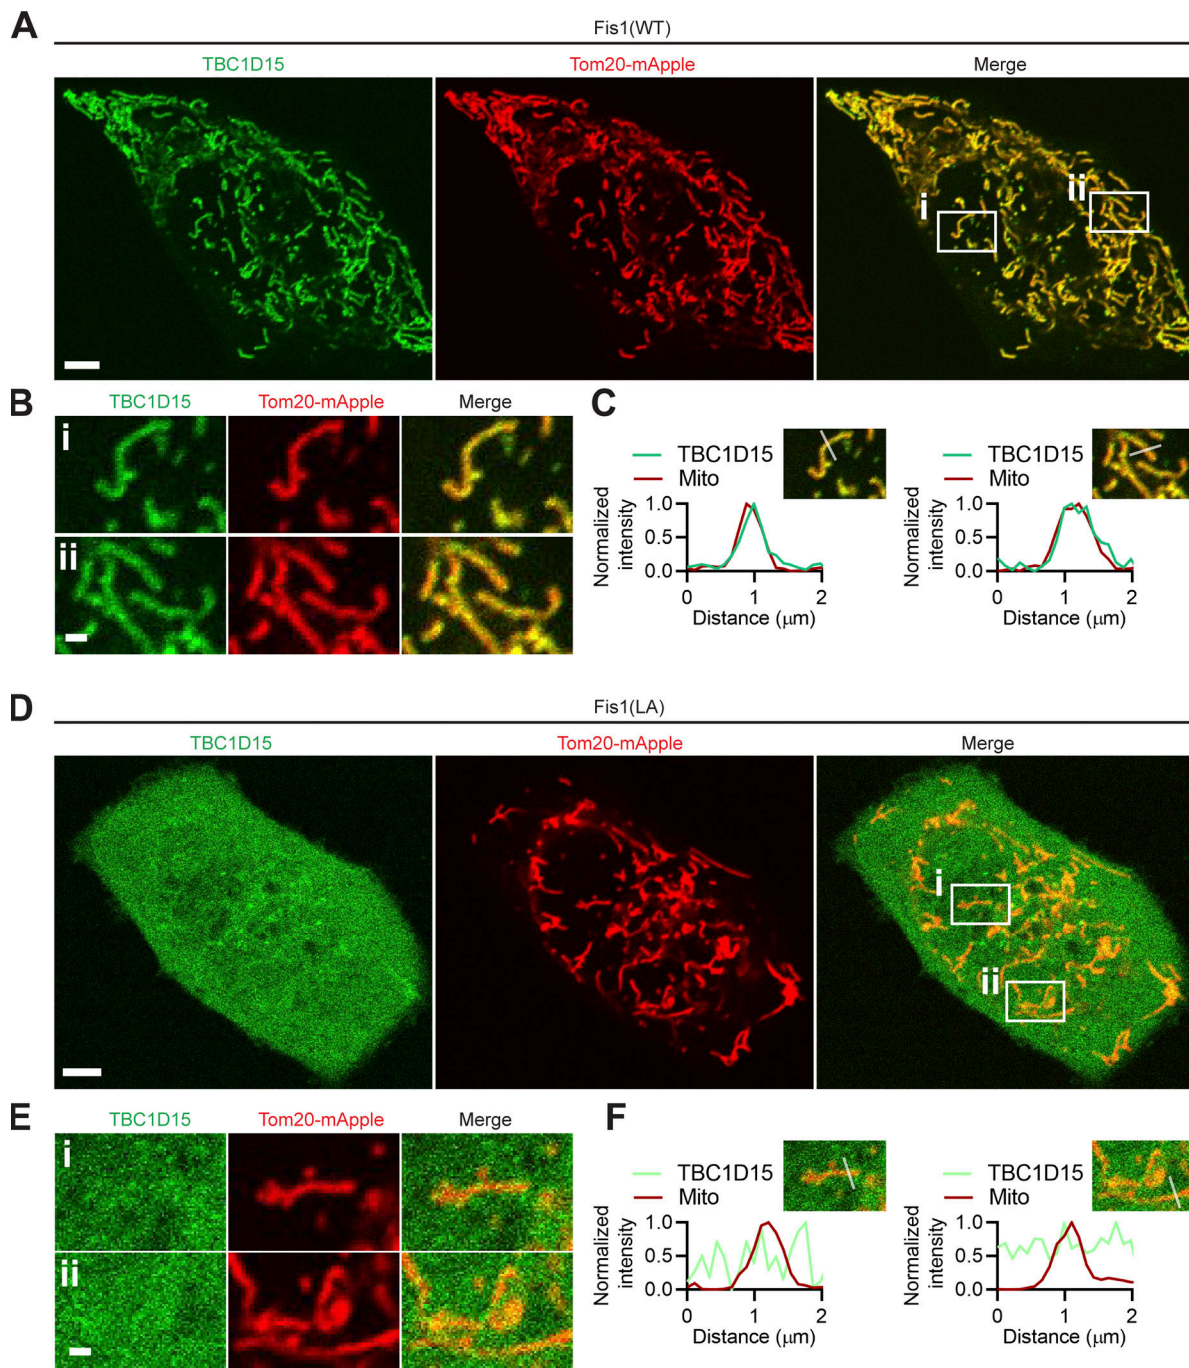 A
Fis1(WT)
TBC1D15 Tom20-mApple Merge
i ii
B
TBC1D15 Tom20-mApple Merge
i
ii
C
TBC1D15
Mito
Normalized intensity
1.0
0.5
0.0
0 1 2
Distance (μm)
TBC1D15
Mito
Normalized intensity
1.0
0.5
0.0
0 1 2
Distance (μm)
D
Fis1(LA)
TBC1D15 Tom20-mApple Merge
i
ii
E
TBC1D15 Tom20-mApple Merge
i
ii
F
TBC1D15
Mito
Normalized intensity
1.0
0.5
0.0
0 1 2
Distance (μm)
TBC1D15
Mito
Normalized intensity
1.0
0.5
0.0
0 1 2
Distance (μm)